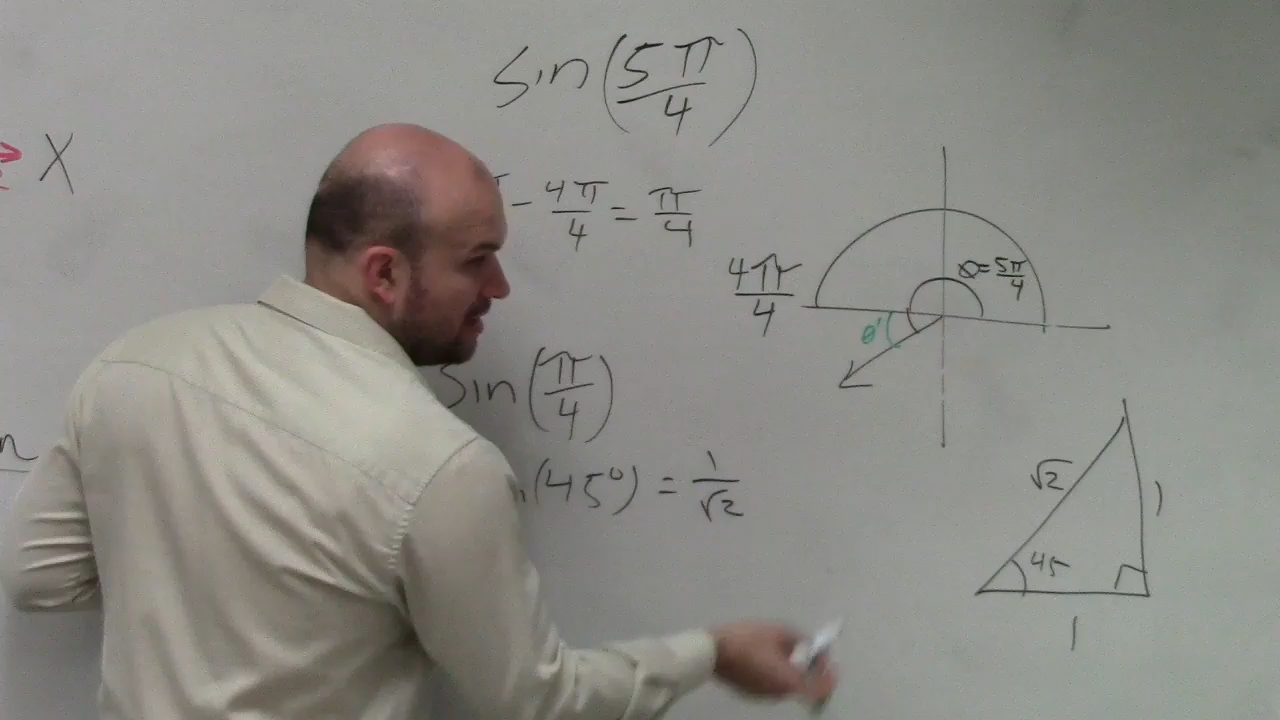 sin(5π/4)
X
- 4π/4 = π/4
4π/4
θ=5π/4
θ'
sin(π/4)
(45°) = 1/√2
n
√2
1
45
1